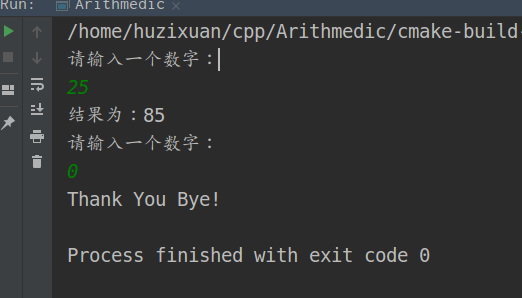 Run: Arithmedic
/home/huzixuan/cpp/Arithmedic/cmake-build-
请输入一个数字：
25
结果为：85
请输入一个数字：
0
Thank You Bye!
Process finished with exit code 0